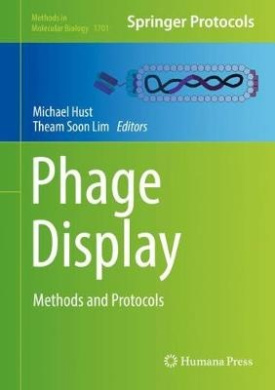 Methods in
Molecular Biology 1701
Springer Protocols
Michael Hust
Theam Soon Lim Editors
Phage
Display
Methods and Protocols
Humana Press